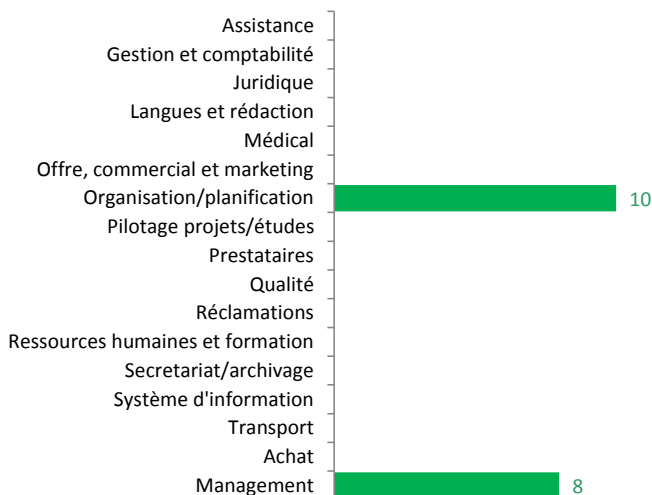 Assistance
Gestion et comptabilité
Juridique
Langues et rédaction
Médical
Offre, commercial et marketing
Organisation/planification 10
Pilotage projets/études
Prestataires
Qualité
Réclamations
Ressources humaines et formation
Secretariat/archivage
Système d'information
Transport
Achat
Management 8